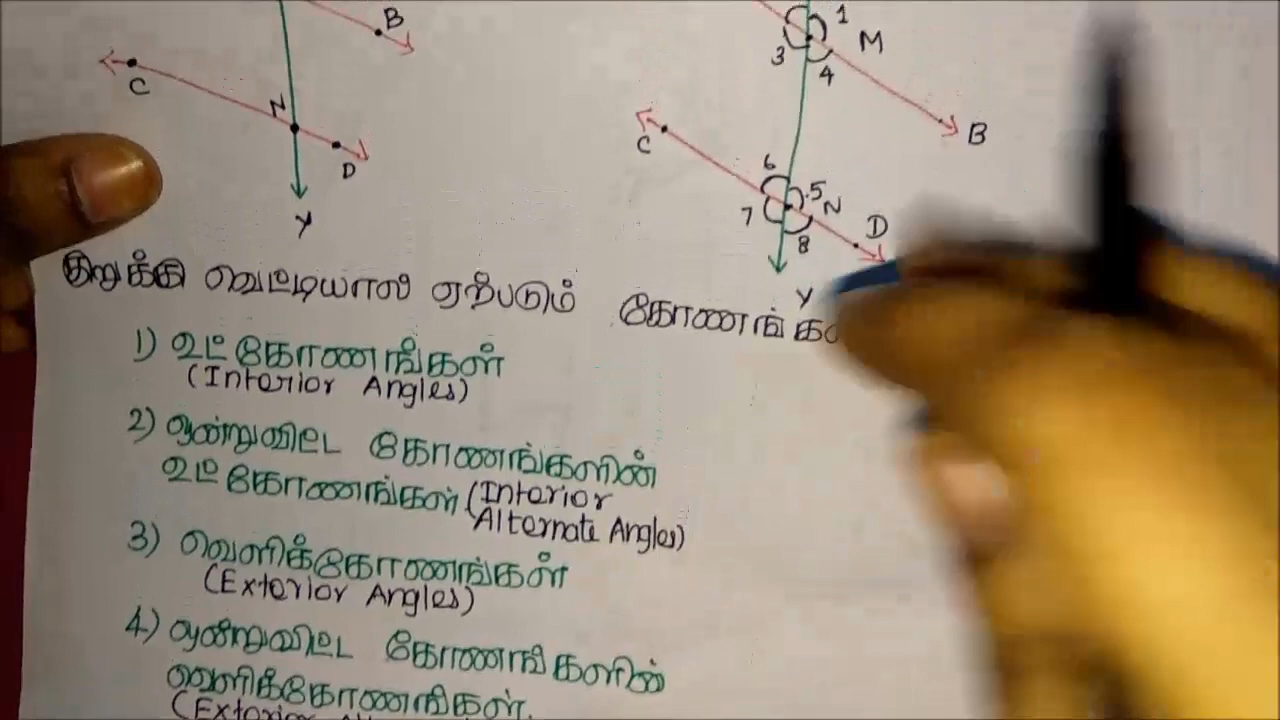 B
C
N
D
Y
1
M
3
4
B
C
6
5
N
7
8
D
Y
குறுக்கு வெட்டியால் ஏற்படும்
1) உட்கோணங்கள்
(Interior Angles)
2) ஒன்றுவிட்ட கோணங்களின்
உட்கோணங்கள் (Interior
Alternate Angles)
3) வெளிக்கோணங்கள்
(Exterior Angles)
4) ஒன்றுவிட்ட கோணங்களின்
வெளிக்கோணங்கள்.
(Exterior